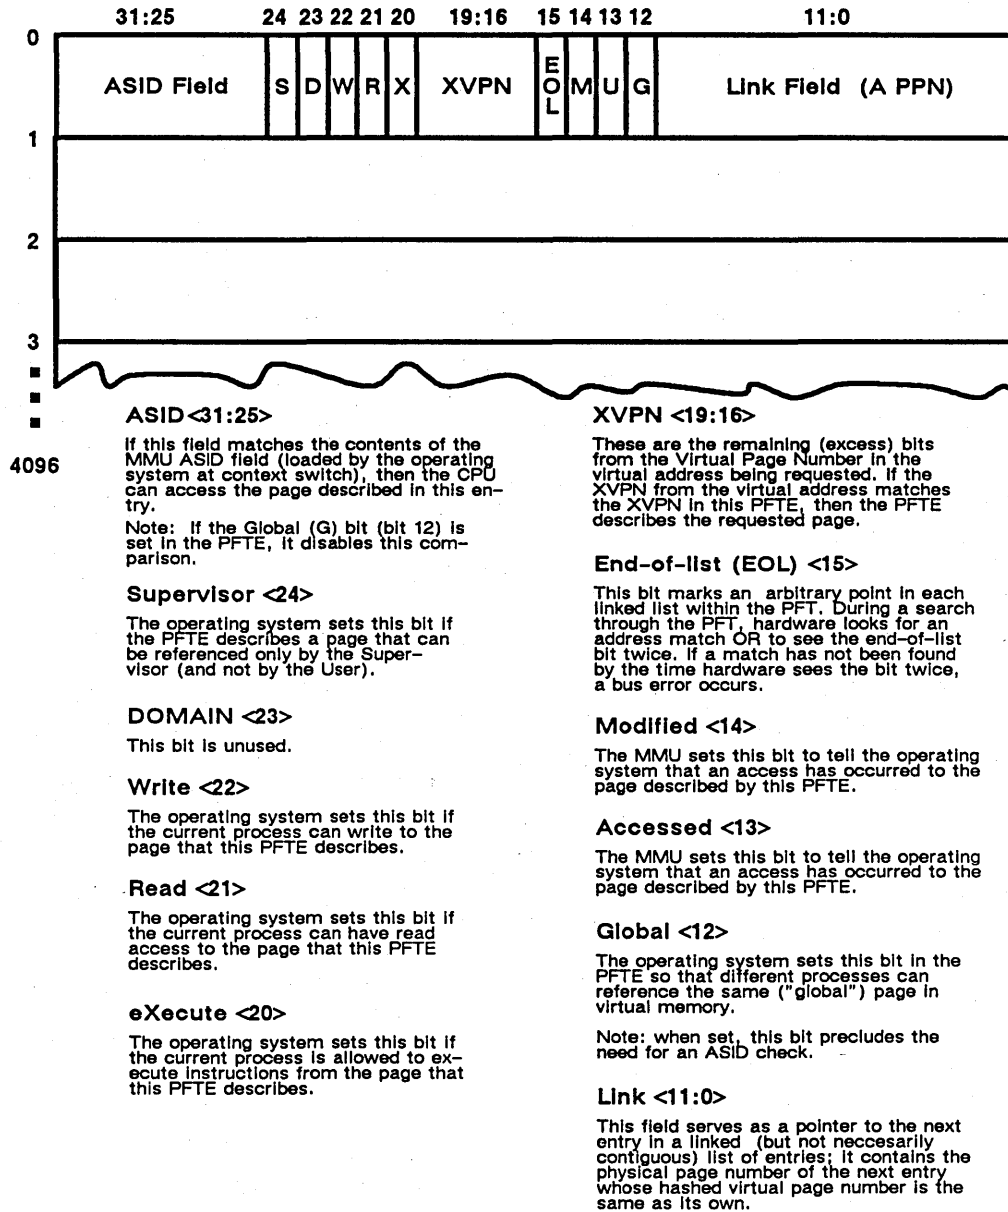 31:25 24 23 22 21 20 19:16 15 14 13 12 11:0
0
ASID Field S D W R X XVPN EOL M U G Link Field (A PPN)
1
2
3
4096
ASID<31:25>
If this field matches the contents of the
MMU ASID field (loaded by the operating
system at context switch), then the CPU
can access the page described in this en-
try.
Note: If the Global (G) bit (bit 12) is
set in the PFTE, it disables this com-
parison.
Supervisor <24>
The operating system sets this bit if
the PFTE describes a page that can
be referenced only by the Super-
visor (and not by the User).
DOMAIN <23>
This bit is unused.
Write <22>
The operating system sets this bit if
the current process can write to the
page that this PFTE describes.
Read <21>
The operating system sets this bit if
the current process can have read
access to the page that this PFTE
describes.
eXecute <20>
The operating system sets this bit if
the current process is allowed to ex-
ecute instructions from the page that
this PFTE describes.
XVPN <19:16>
These are the remaining (excess) bits
from the Virtual Page Number in the
virtual address being requested. If the
XVPN from the virtual address matches
the XVPN in this PFTE, then the PFTE
describes the requested page.
End-of-list (EOL) <15>
This bit marks an arbitrary point in each
linked list within the PFT. During a search
through the PFT, hardware looks for an
address match OR to see the end-of-list
bit twice. If a match has not been found
by the time hardware sees the bit twice,
a bus error occurs.
Modified <14>
The MMU sets this bit to tell the operating
system that an access has occurred to the
page described by this PFTE.
Accessed <13>
The MMU sets this bit to tell the operating
system that an access has occurred to the
page described by this PFTE.
Global <12>
The operating system sets this bit in the
PFTE so that different processes can
reference the same ("global") page in
virtual memory.
Note: when set, this bit precludes the
need for an ASID check.
Link <11:0>
This field serves as a pointer to the next
entry in a linked (but not neccesarily
contiguous) list of entries; it contains the
physical page number of the next entry
whose hashed virtual page number is the
same as its own.